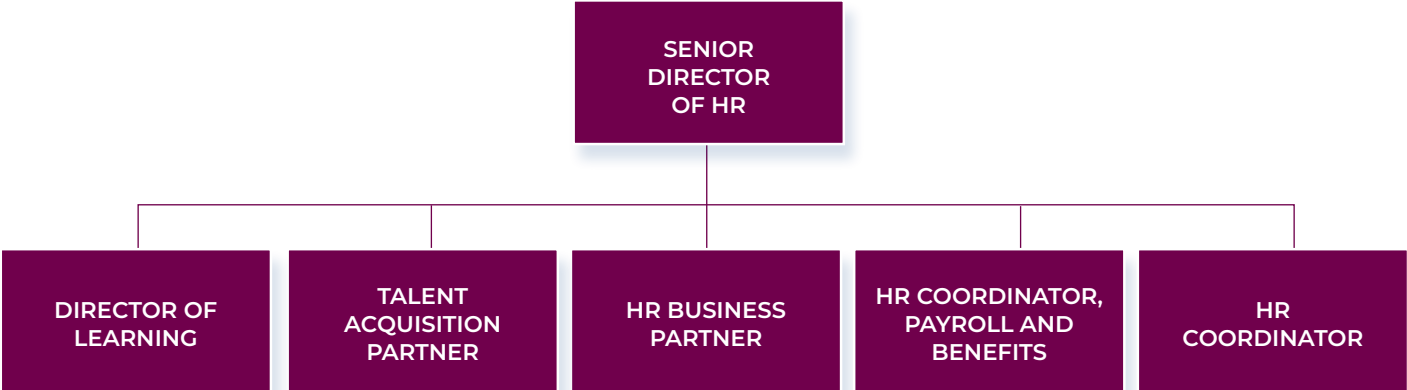 SENIOR
DIRECTOR
OF HR
DIRECTOR OF
LEARNING
TALENT
ACQUISITION
PARTNER
HR BUSINESS
PARTNER
HR COORDINATOR,
PAYROLL AND
BENEFITS
HR
COORDINATOR